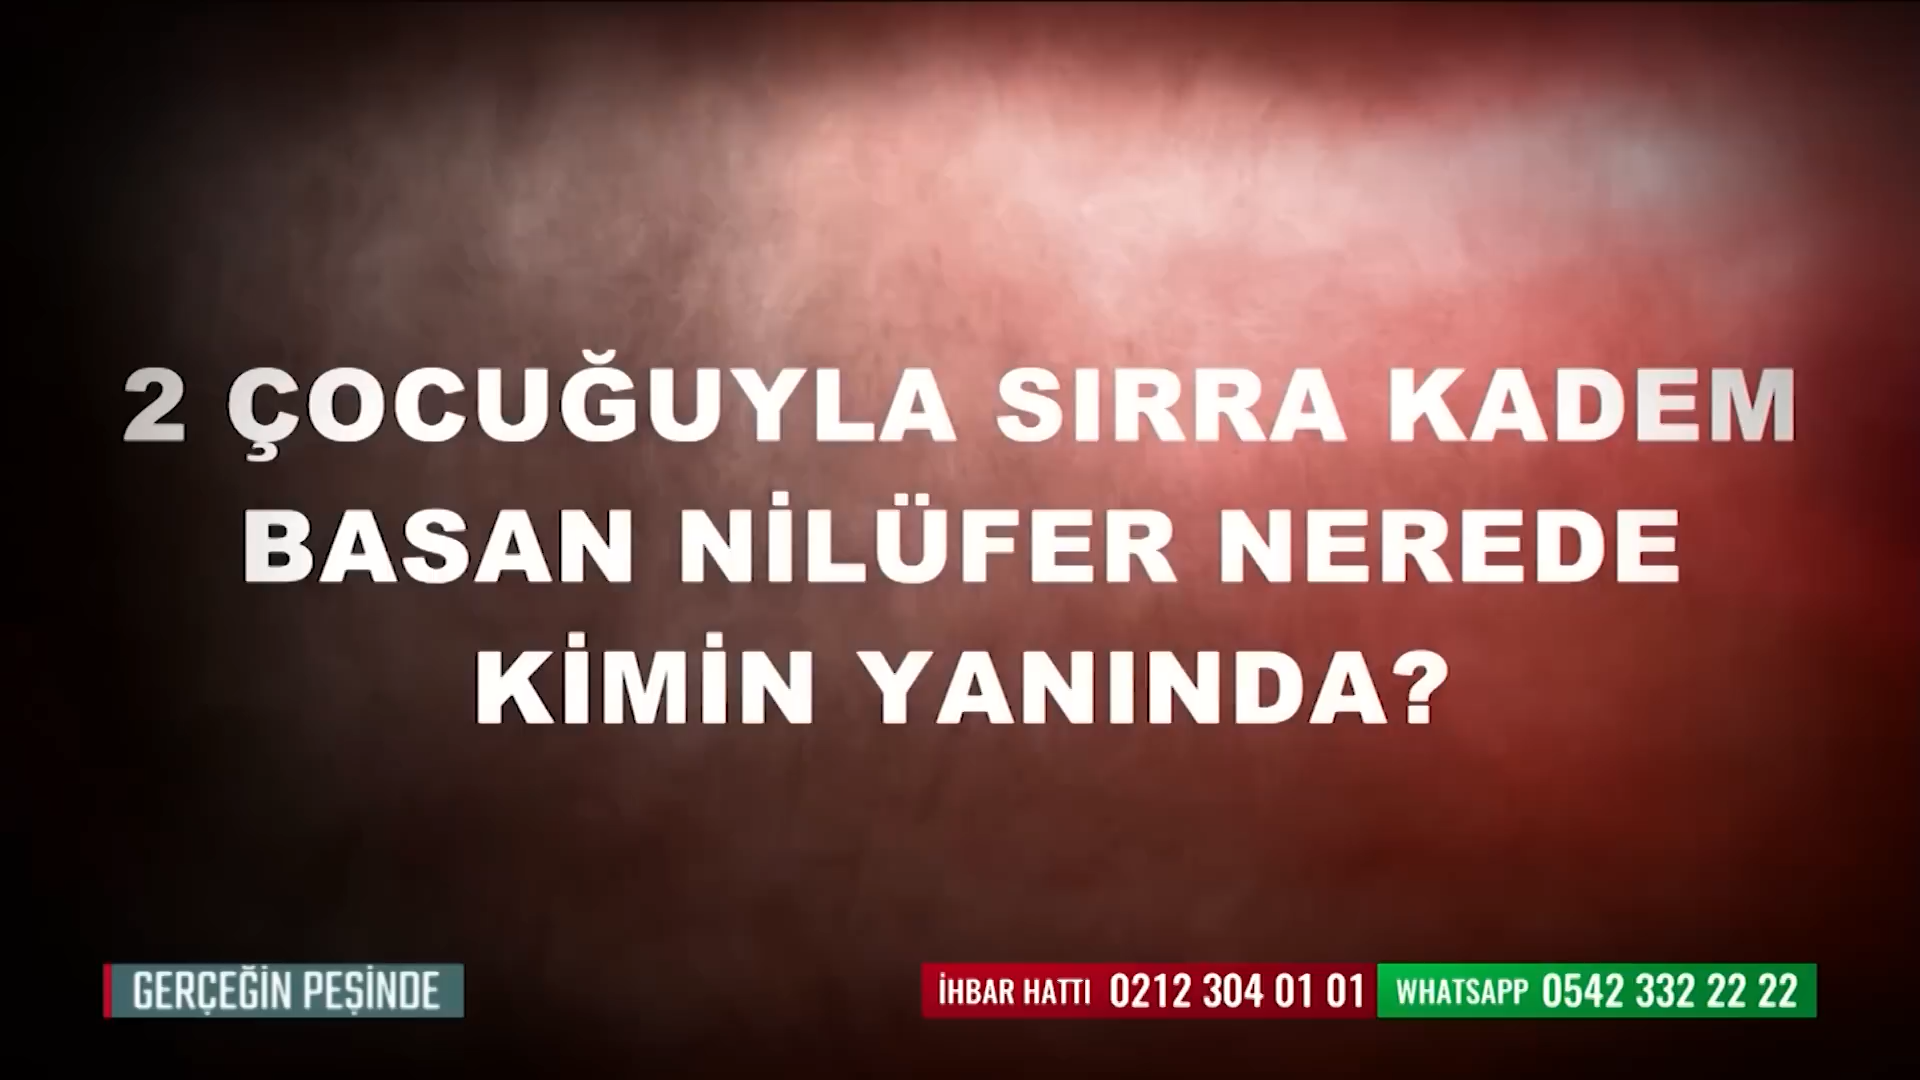 2 ÇOCUĞUYLA SIRRA KADEM
BASAN NİLÜFER NEREDE
KİMİN YANINDA?
GERÇEĞİN PEŞİNDE
İHBAR HATTI 0212 304 01 01
WHATSAPP 0542 332 22 22